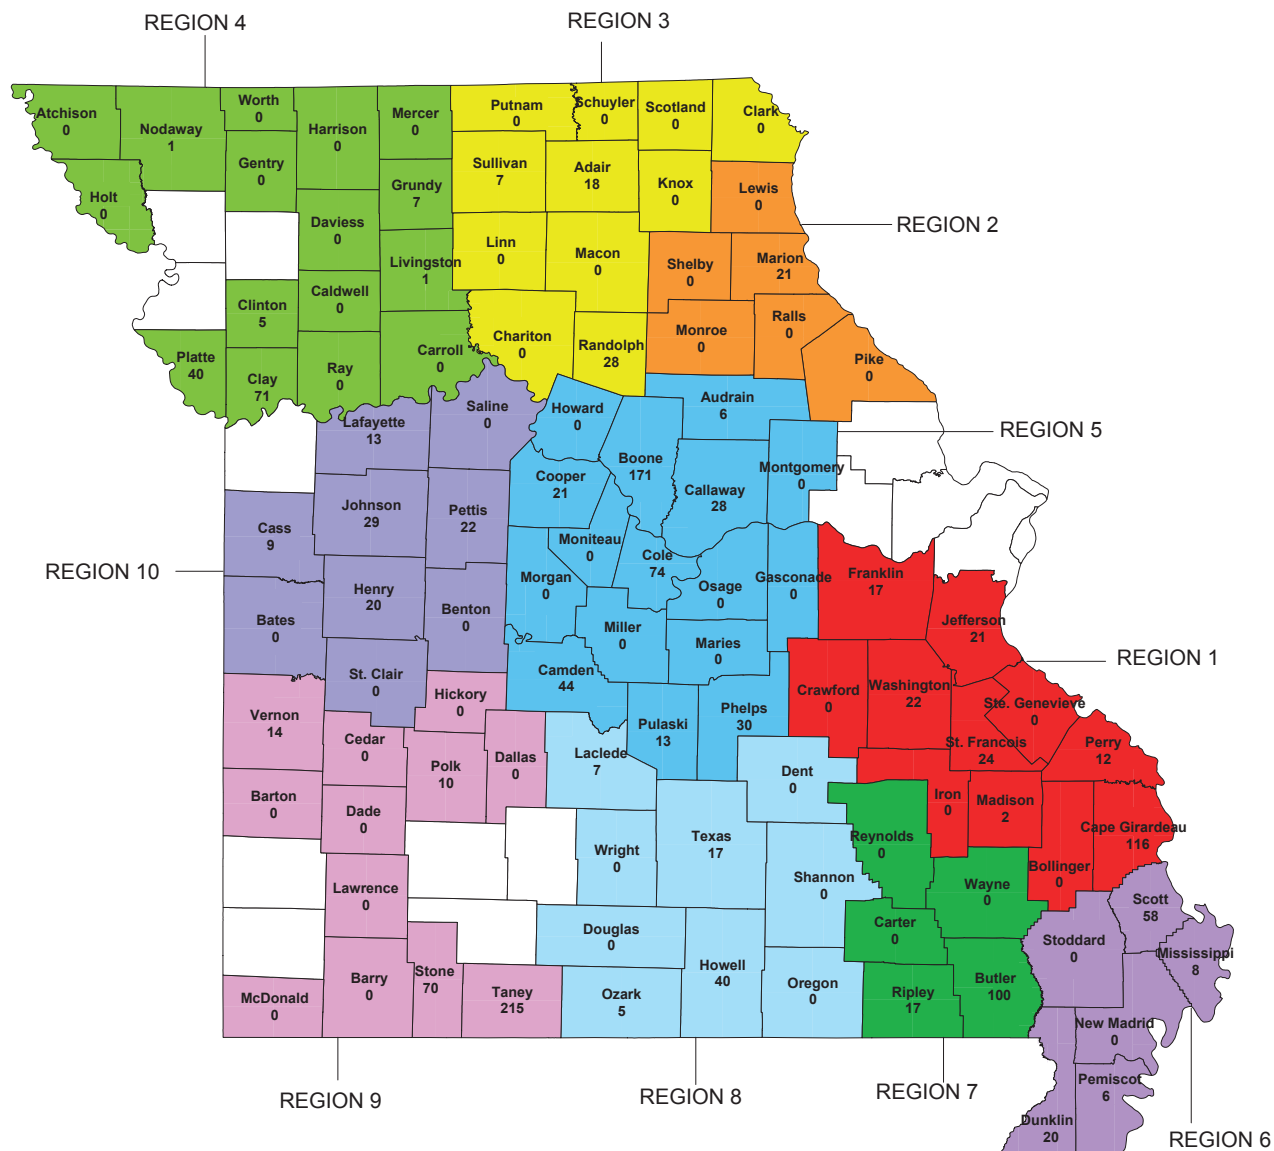 REGION 4
REGION 3
Atchison
0
Nodaway
1
Worth
0
Harrison
0
Mercer
0
Putnam
0
Schuyler
0
Scotland
0
Clark
0
Gentry
0
Grundy
7
Sullivan
7
Adair
18
Knox
0
Lewis
0
Holt
0
Daviess
0
REGION 2
Livingston
1
Linn
0
Macon
0
Shelby
0
Marion
21
Clinton
5
Caldwell
0
Chariton
0
Randolph
28
Monroe
0
Ralls
0
Pike
0
Platte
40
Clay
71
Ray
0
Carroll
0
Lafayette
13
Saline
0
Howard
0
Audrain
6
REGION 5
Boone
171
Montgomery
0
Cooper
21
Callaway
28
Cass
9
Johnson
29
Pettis
22
Moniteau
0
Cole
74
REGION 10
Morgan
0
Osage
0
Gasconade
0
Franklin
17
Henry
20
Benton
0
Bates
0
Miller
0
Maries
0
Jefferson
21
REGION 1
St. Clair
0
Hickory
0
Camden
44
Crawford
0
Washington
22
Ste. Genevieve
0
Vernon
14
Cedar
0
Pulaski
13
Phelps
30
St. Francois
24
Perry
12
Polk
10
Dallas
0
Laclede
7
Dent
0
Barton
0
Dade
0
Iron
0
Madison
2
Cape Girardeau
116
Wright
0
Texas
17
Reynolds
0
Bollinger
0
Lawrence
0
Shannon
0
Wayne
0
Scott
58
Douglas
0
Carter
0
Stoddard
0
Mississippi
8
McDonald
0
Barry
0
Stone
70
Taney
215
Ozark
5
Howell
40
Oregon
0
Ripley
17
Butler
100
New Madrid
0
Pemiscot
6
Dunklin
20
REGION 9
REGION 8
REGION 7
REGION 6